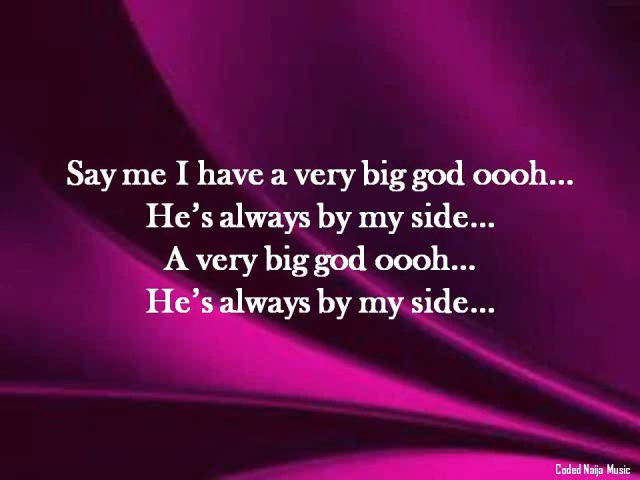 Say me I have a very big god oooh...
He's always by my side...
A very big god oooh...
He's always by my side...
Coded Naija Music